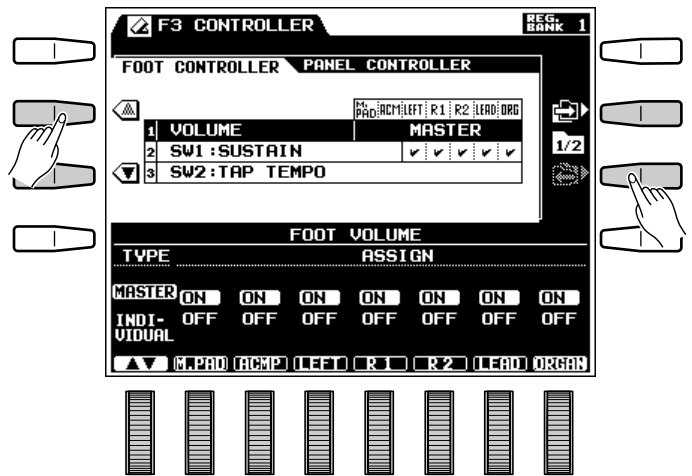 F3 CONTROLLER
REG. BANK 1
FOOT CONTROLLER PANEL CONTROLLER
M. PAD ACM LEFT R1 R2 LEAD ORG
1 VOLUME MASTER
1/2
2 SW1:SUSTAIN ✔ ✔ ✔ ✔ ✔
3 SW2:TAP TEMPO
FOOT VOLUME
TYPE ASSIGN
MASTER ON ON ON ON ON ON ON
INDI-VIDUAL OFF OFF OFF OFF OFF OFF OFF
▲▼ M.PAD ACMP LEFT R1 R2 LEAD ORGAN